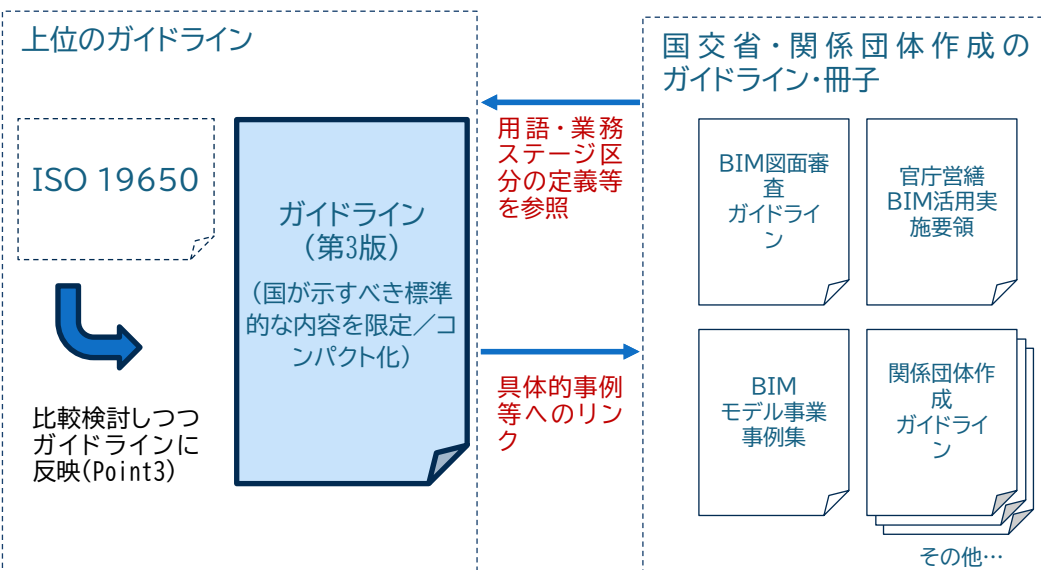 上位のガイドライン
ISO 19650
比較検討しつつ
ガイドラインに
反映(Point3)
ガイドライン
（第3版）
（国が示すべき標準
的な内容を限定／コ
ンパクト化）
用語・業務
ステージ区
分の定義等
を参照
具体的事例
等へのリン
ク
国交省・関係団体作成の
ガイドライン・冊子
BIM図面審
査
ガイドライ
ン
官庁営繕
BIM活用実
施要領
BIM
モデル事業
事例集
関係団体作
成
ガイドライ
ン
その他…